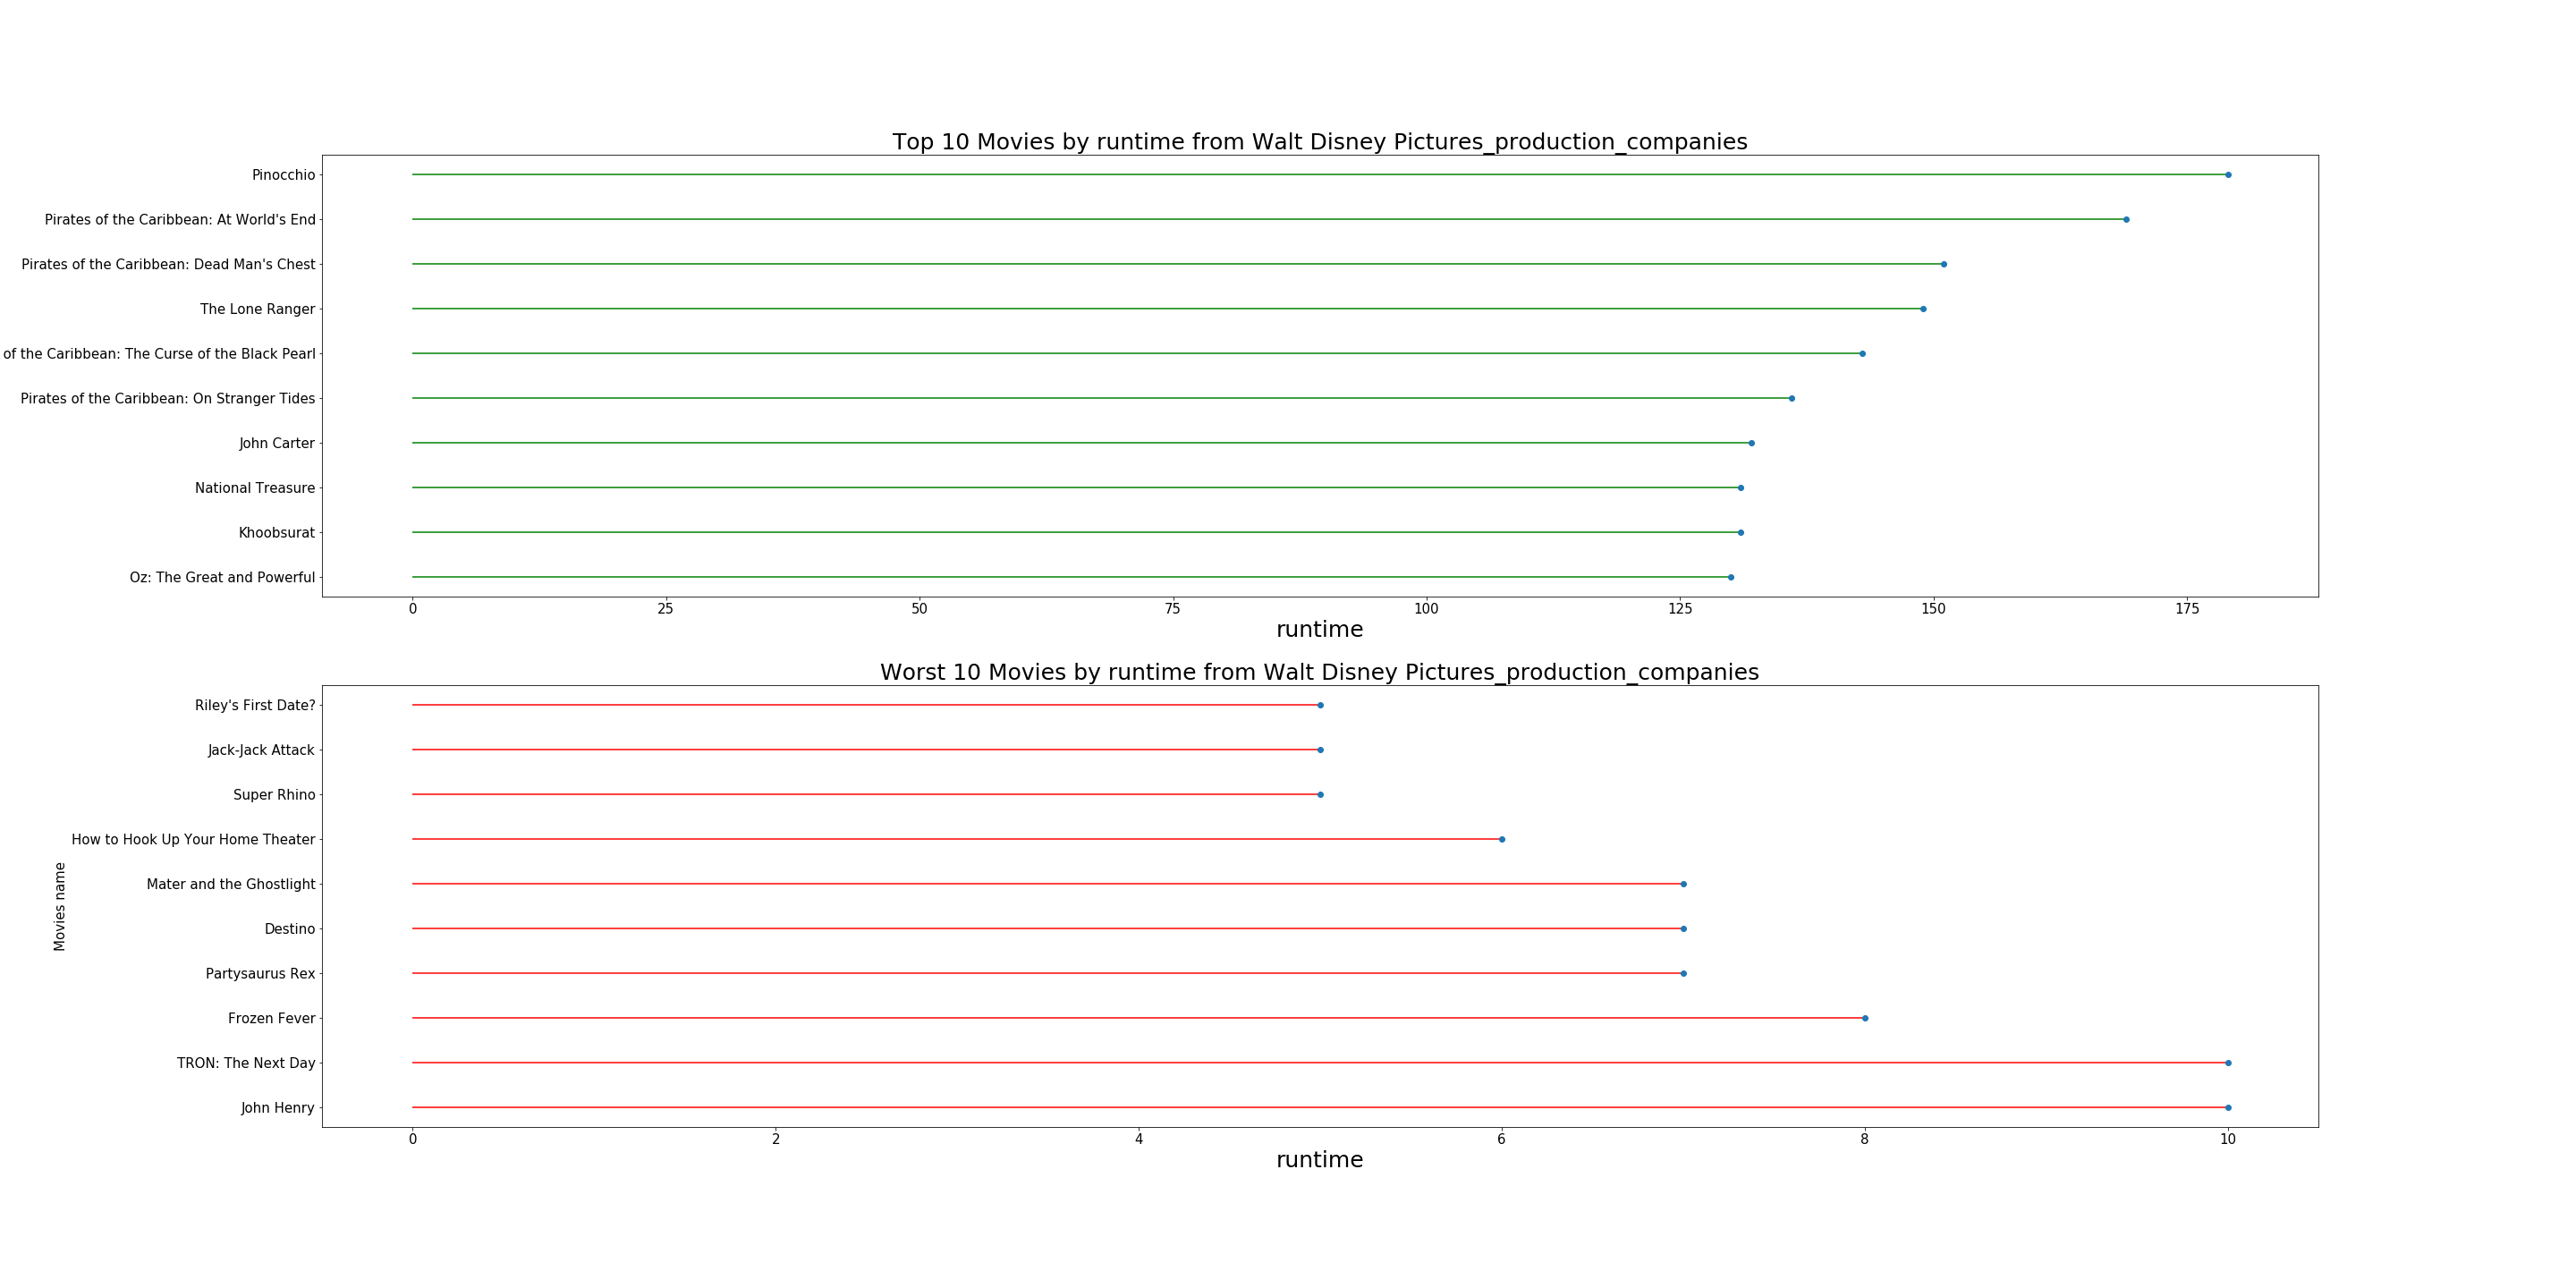 Top 10 Movies by runtime from Walt Disney Pictures_production_companies
Pinocchio
Pirates of the Caribbean: At World's End
Pirates of the Caribbean: Dead Man's Chest
The Lone Ranger
of the Caribbean: The Curse of the Black Pearl
Pirates of the Caribbean: On Stranger Tides
John Carter
National Treasure
Khoobsurat
Oz: The Great and Powerful
0 25 50 75 100 125 150 175
runtime
Worst 10 Movies by runtime from Walt Disney Pictures_production_companies
Movies name
Riley's First Date?
Jack-Jack Attack
Super Rhino
How to Hook Up Your Home Theater
Mater and the Ghostlight
Destino
Partysaurus Rex
Frozen Fever
TRON: The Next Day
John Henry
0 2 4 6 8 10
runtime